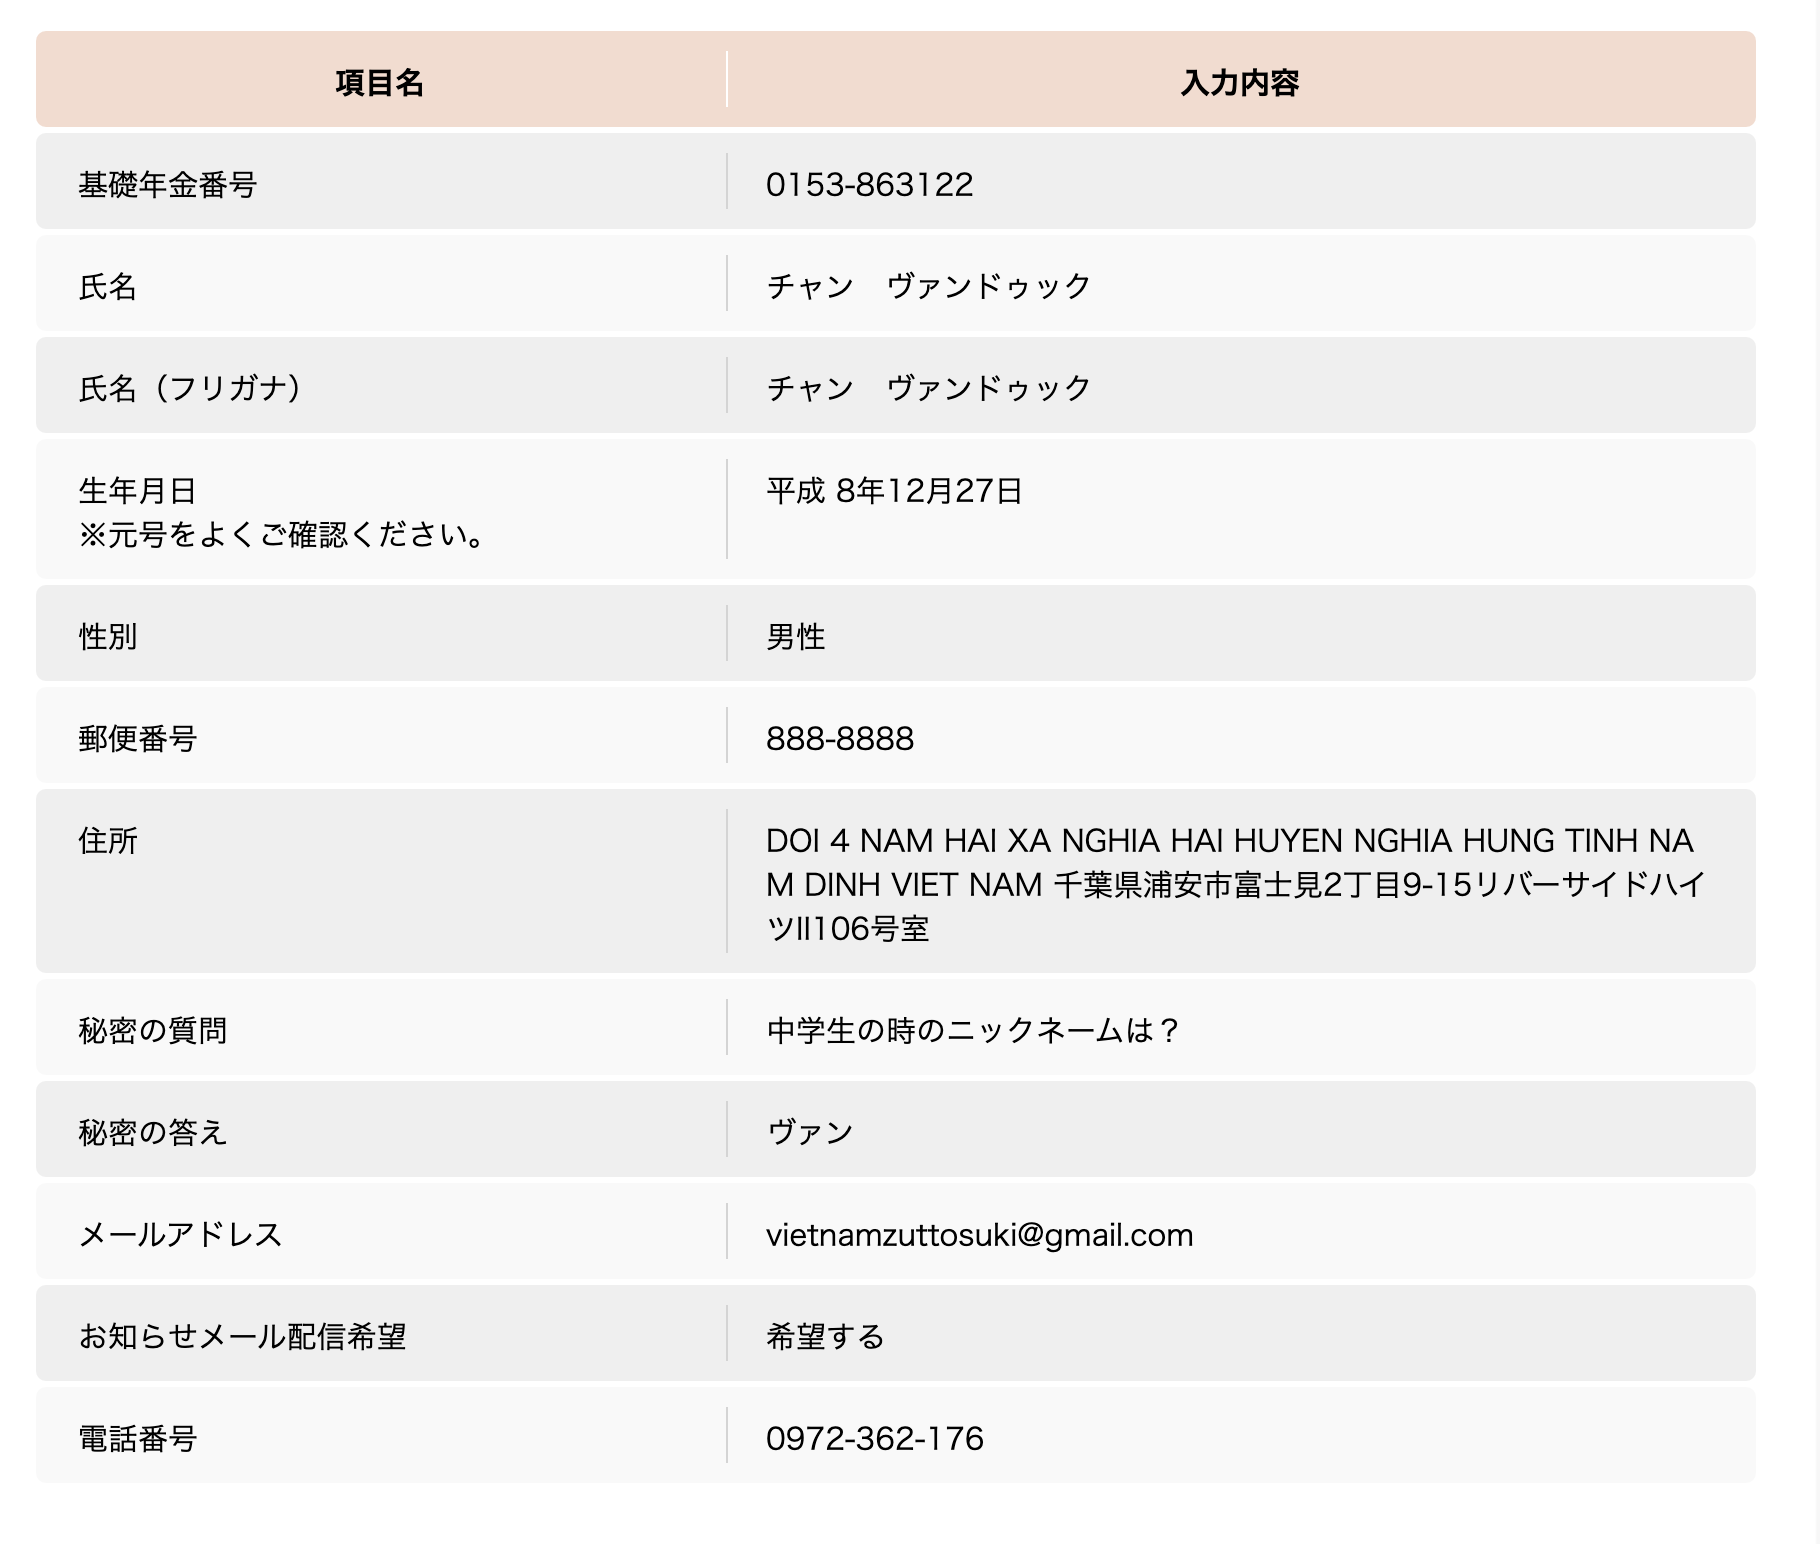 項目名 入力内容
基礎年金番号 0153-863122
氏名 チャン　ヴァンドゥック
氏名（フリガナ） チャン　ヴァンドゥック
生年月日 平成 8年12月27日
※元号をよくご確認ください。
性別 男性
郵便番号 888-8888
住所 DOI 4 NAM HAI XA NGHIA HAI HUYEN NGHIA HUNG TINH NA
M DINH VIET NAM 千葉県浦安市富士見2丁目9-15リバーサイドハイ
ツII106号室
秘密の質問 中学生の時のニックネームは？
秘密の答え ヴァン
メールアドレス vietnamzuttosuki@gmail.com
お知らせメール配信希望 希望する
電話番号 0972-362-176